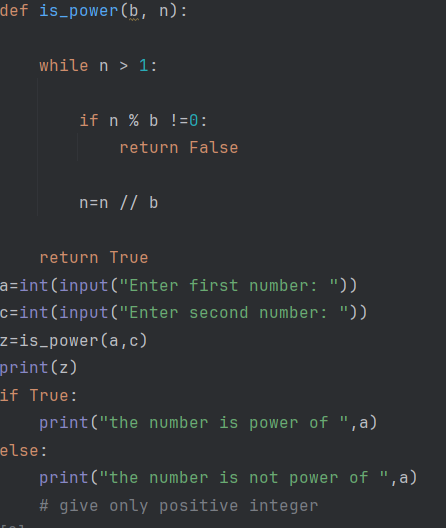 def is_power(b, n):
    while n > 1:
        if n % b !=0:
            return False
        n=n // b
    return True
a=int(input("Enter first number: "))
c=int(input("Enter second number: "))
z=is_power(a,c)
print(z)
if True:
    print("the number is power of ",a)
else:
    print("the number is not power of ",a)
    # give only positive integer